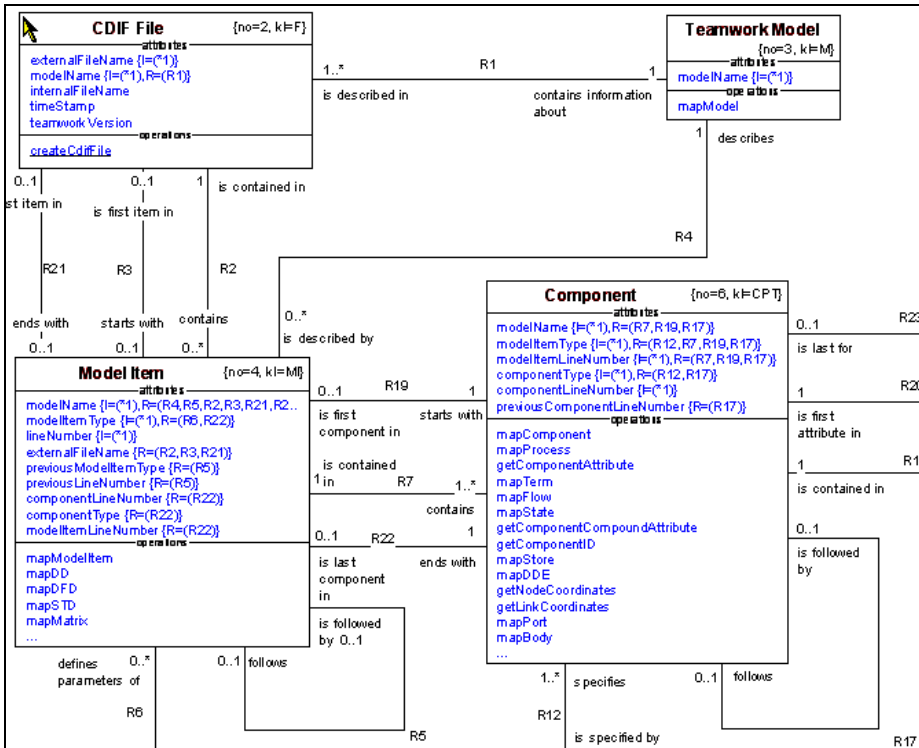 CDIF File {no=2, kl=F}
attributes
externalFileName {I=(*1)}
modelName {I=(*1),R=(R1)}
internalFileName
timeStamp
teamworkVersion
operations
createCdifFile
Teamwork Model
{no=3, kl=M}
attributes
modelName {I=(*1)}
operations
mapModel
1..* R1 1
is described in contains information
about
1 describes
R4
0..*
is described by
0..1 0..1 1 is contained in
st item in is first item in
R21 R3 R2
ends with starts with contains
0..1 0..1 0..*
Model Item {no=4, kl=MI}
attributes
modelName {I=(*1),R=(R4,R5,R2,R3,R21,R2...
modelItemType {I=(*1),R=(R6,R22)}
lineNumber {I=(*1)}
externalFileName {R=(R2,R3,R21)}
previousModelItemType {R=(R5)}
previousLineNumber {R=(R5)}
componentLineNumber {R=(R22)}
componentType {R=(R22)}
modelItemLineNumber {R=(R22)}
operations
mapModelItem
mapDD
mapDFD
mapSTD
mapMatrix
...
0..1 R19 1
is first starts with
component in
is contained
1 in R7 1..*
contains
0..1 R22 1
is last ends with
component
in
is followed
by 0..1
Component {no=6, kl=CPT}
attributes
modelName {I=(*1),R=(R7,R19,R17)}
modelItemType {I=(*1),R=(R12,R7,R19,R17)}
modelItemLineNumber {I=(*1),R=(R7,R19,R17)}
componentType {I=(*1),R=(R12,R17)}
componentLineNumber {I=(*1)}
previousComponentLineNumber {R=(R17)}
operations
mapComponent
mapProcess
getComponentAttribute
mapTerm
mapFlow
mapState
getComponentCompoundAttribute
getComponentID
mapStore
mapDDE
getNodeCoordinates
getLinkCoordinates
mapPort
mapBody
...
0..1 R23
is last for
1 R20
is first
attribute in
1 R1
is contained in
0..1
is followed
by
defines 0..*
parameters of
R6
0..1 follows
R5
1..* specifies
R12
is specified by
0..1 follows
R17